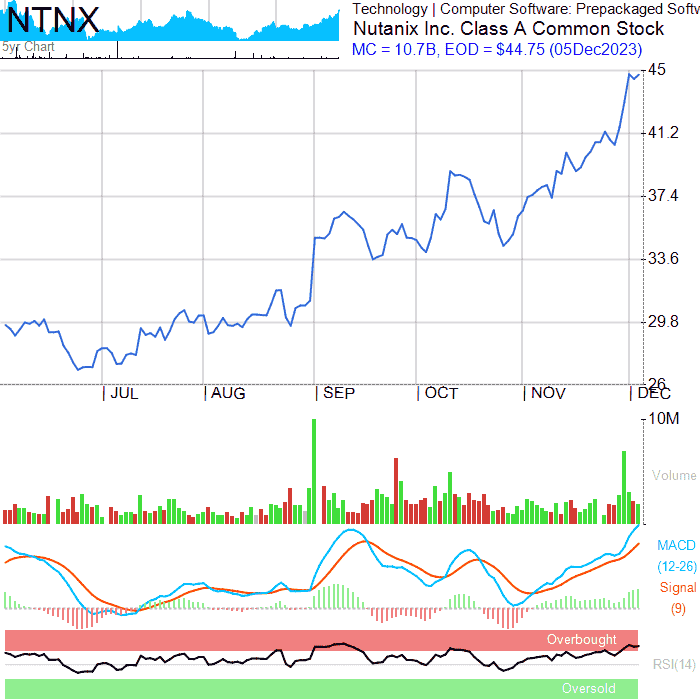 NTNX
5yr Chart
Technology | Computer Software: Prepackaged Softw
Nutanix Inc. Class A Common Stock
MC = 10.7B, EOD = $44.75 (05Dec2023)
45
41.2
37.4
33.6
29.8
26
JUL
AUG
SEP
OCT
NOV
DEC
10M
Volume
MACD
(12-26)
Signal
(9)
Overbought
RSI(14)
Oversold